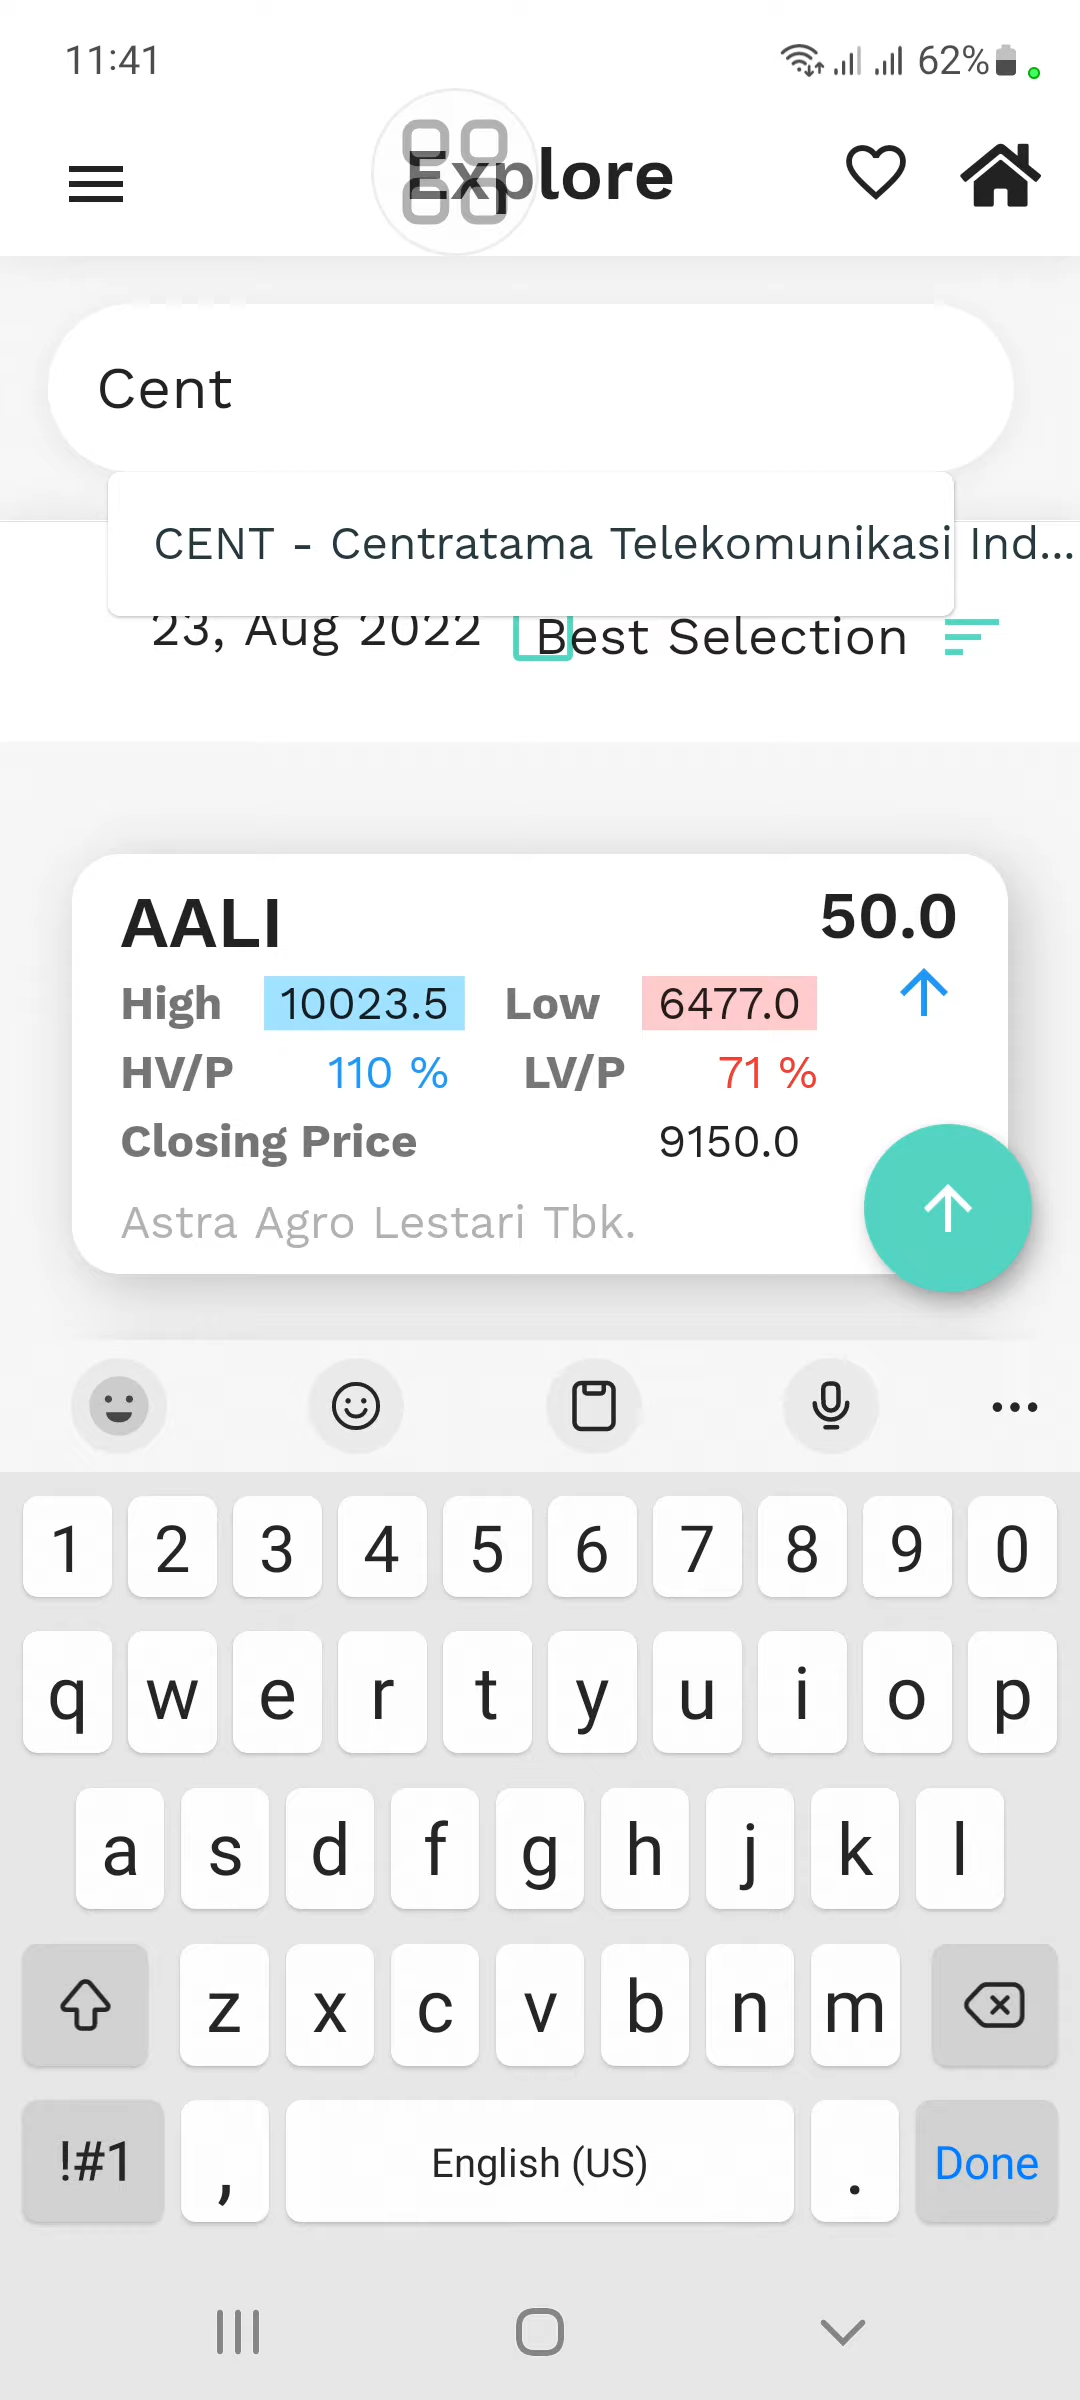 11:41
62%
Explore
Cent
CENT - Centratama Telekomunikasi Ind...
23, Aug 2022
Best Selection
AALI
50.0
High 10023.5 Low 6477.0
HV/P 110 % LV/P 71 %
Closing Price 9150.0
Astra Agro Lestari Tbk.
1 2 3 4 5 6 7 8 9 0
q w e r t y u i o p
a s d f g h j k l
z x c v b n m
!#1 , English (US) . Done